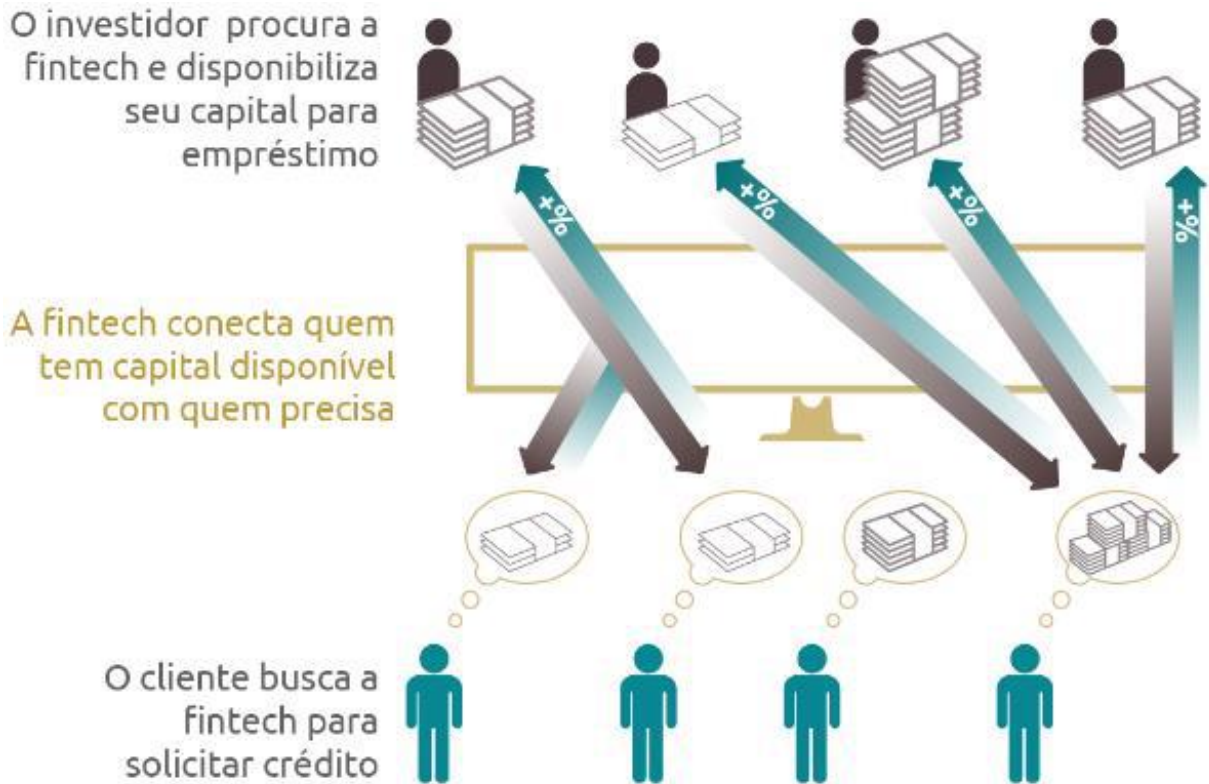 O investidor procura a
fintech e disponibiliza
seu capital para
empréstimo
+%
+%
+%
+%
A fintech conecta quem
tem capital disponível
com quem precisa
O cliente busca a
fintech para
solicitar crédito